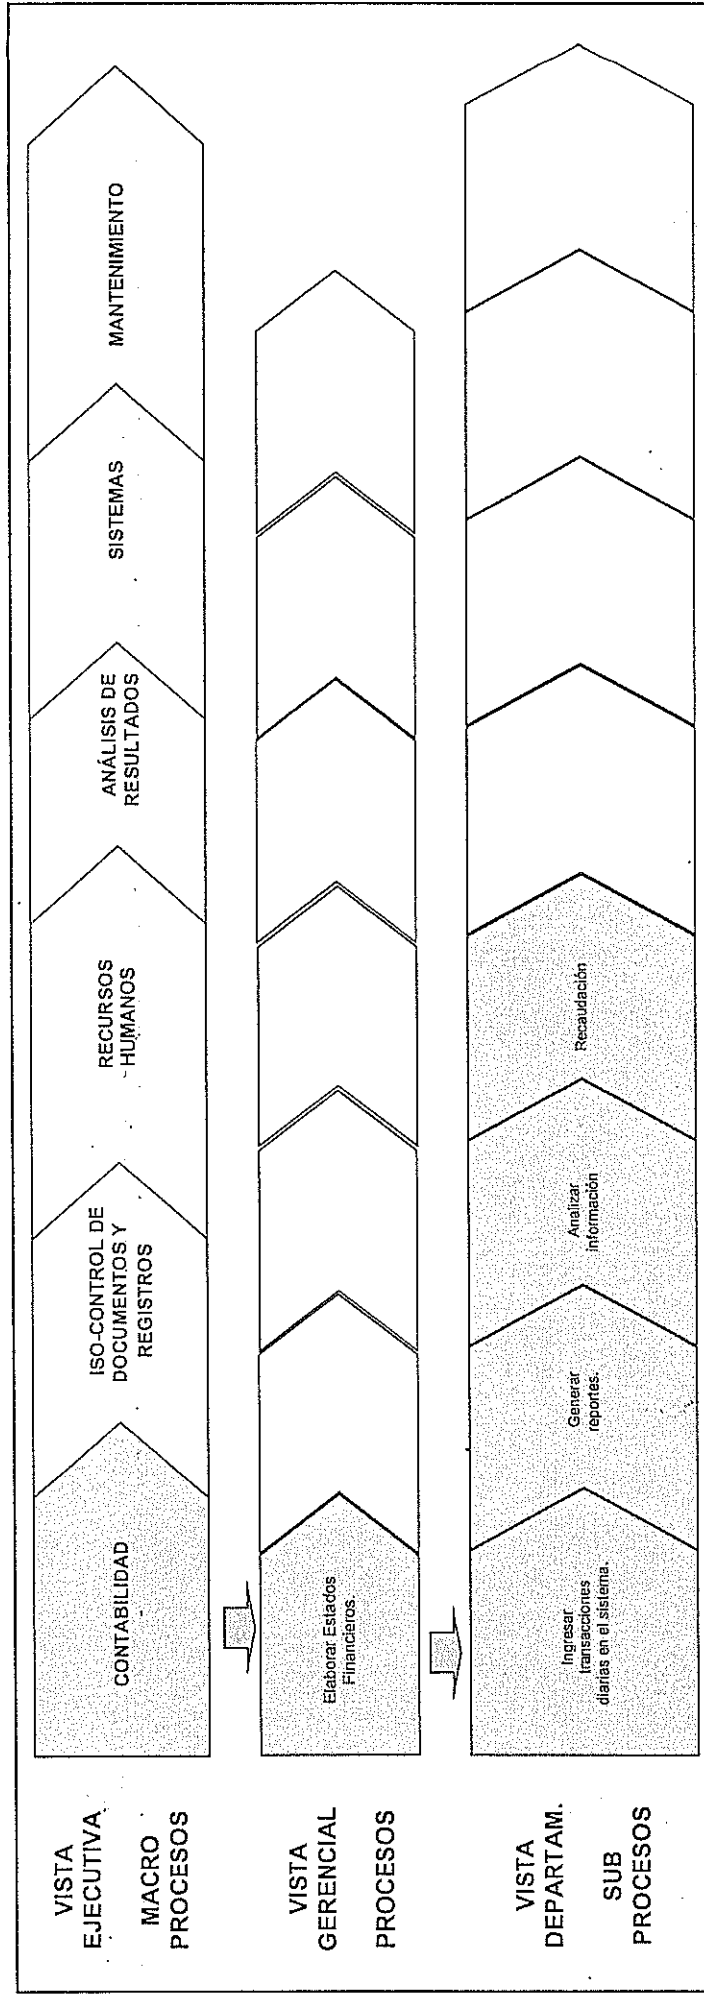 VISTA
EJECUTIVA
MACRO
PROCESOS
CONTABILIDAD
ISO-CONTROL DE
DOCUMENTOS Y
REGISTROS
RECURSOS
HUMANOS
ANÁLISIS DE
RESULTADOS
SISTEMAS
MANTENIMIENTO
VISTA
GERENCIAL
PROCESOS
Elaborar Estados
Financieros.
VISTA
DEPARTAM.
SUB
PROCESOS
Ingresar
transacciones
diarias en el sistema.
Generar
reportes.
Analizar
información
Recaudación